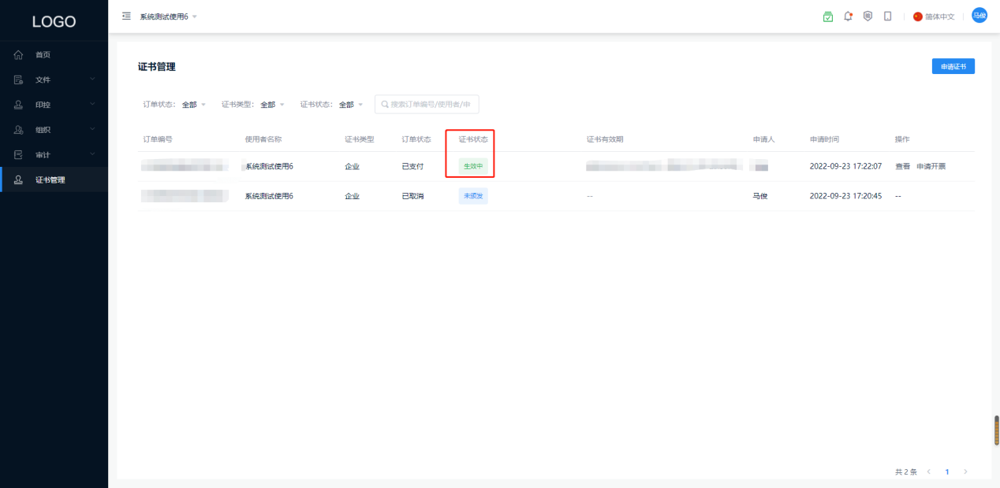 LOGO
系统测试使用6
简体中文
马俊
首页
文件
印控
组织
审计
证书管理
证书管理
申请证书
订单状态： 全部
证书类型： 全部
证书状态： 全部
搜索订单编号/使用者/申
订单编号 使用者名称 证书类型 订单状态 证书状态 证书有效期 申请人 申请时间 操作
系统测试使用6 企业 已支付 生效中 2022-09-23 17:22:07 查看 申请开票
系统测试使用6 企业 已取消 未颁发 -- 马俊 2022-09-23 17:20:45 --
共 2 条 1